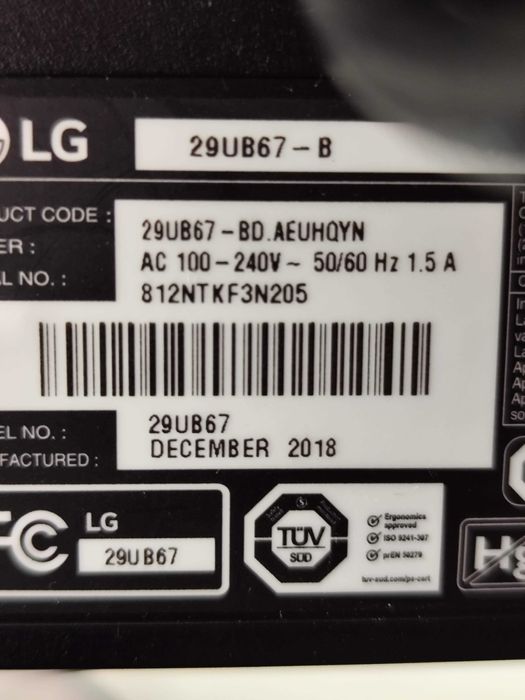 LG 29UB67-B
UCT CODE : 29UB67-BD.AEUHQYN
ER : AC 100-240V~ 50/60 Hz 1.5 A
L NO. : 812NTKF3N205
EL NO. : 29UB67
FACTURED : DECEMBER 2018
FC LG
29UB67
TÜV
SÜD
Ergonomics
approved
ISO 9241-307
prEN 50279
tuv-sud.com/ps-cert
Hg